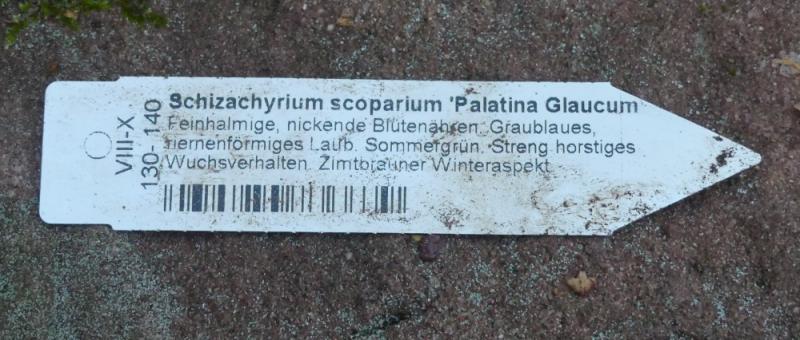 VIII-X
130- 140
Schizachyrium scoparium 'Palatina Glaucum
Feinhalmige, nickende Blütenähren. Graublaues,
riemenförmiges Laub. Sommergrün. Streng horstiges
Wuchsverhalten. Zimtbrauner Winteraspekt